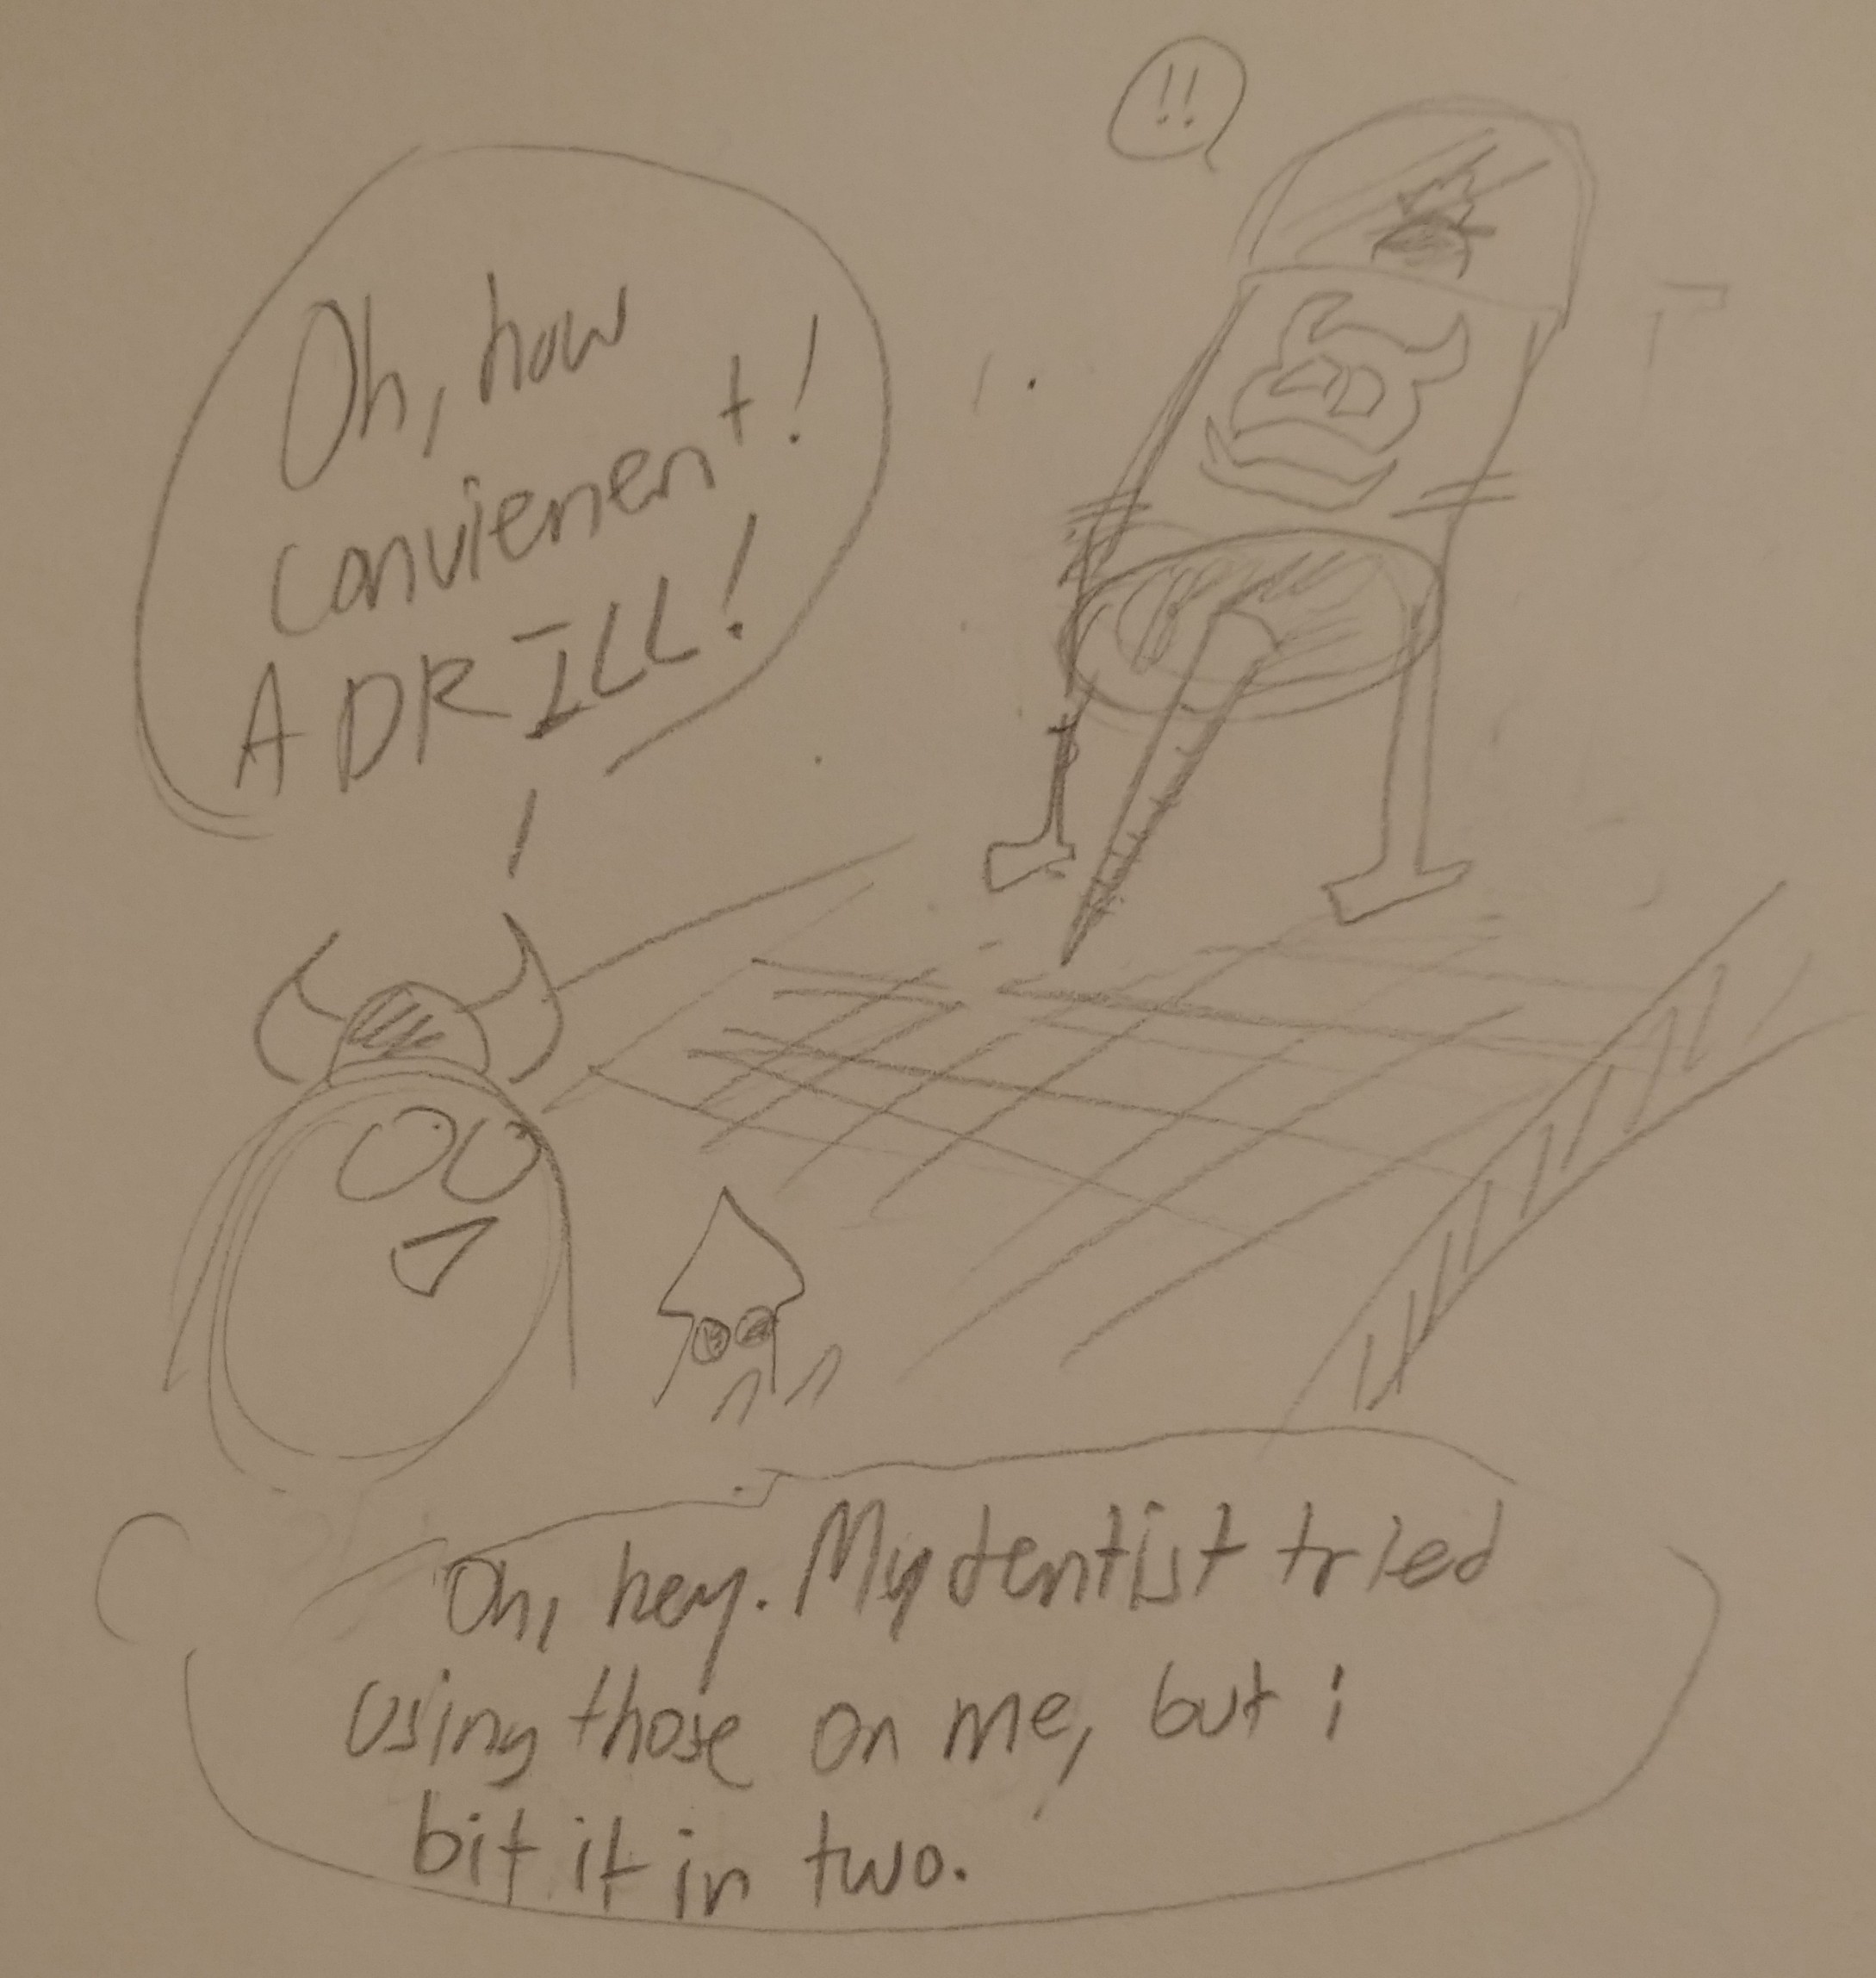 !!
Oh, how
convienent!
A DRILL!
Oh, hey. My dentist tried
using those on me, but i
bit it in two.